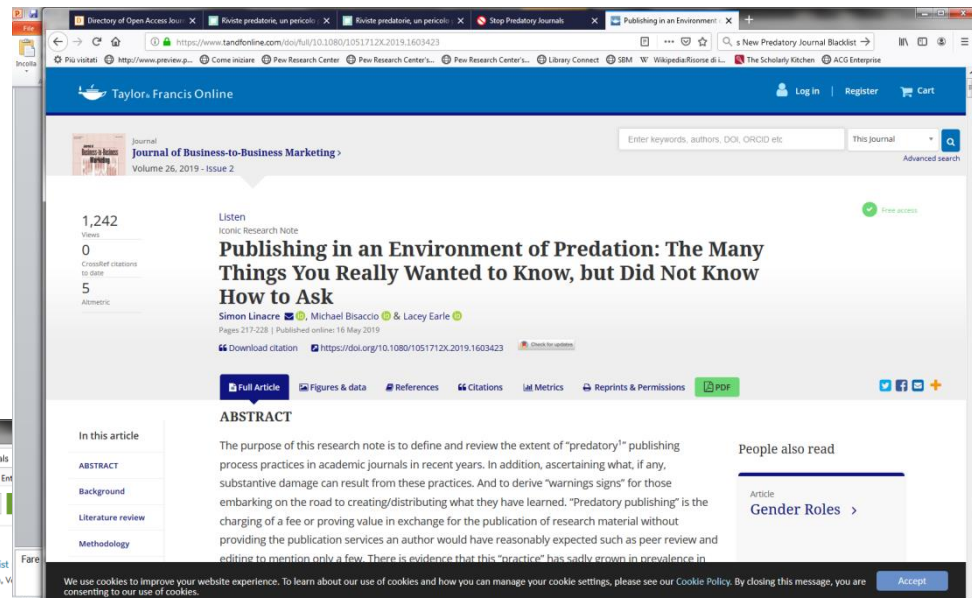 File
Incolla
Directory of Open Access Journ X
Riviste predatorie, un pericolo p X
Riviste predatorie, un pericolo p X
Stop Predatory Journals X
Publishing in an Environment o X +
https://www.tandfonline.com/doi/full/10.1080/1051712X.2019.1603423
s New Predatory Journal Blacklist →
Più visitati http://www.preview.p... Come iniziare Pew Research Center Pew Research Center's... Pew Research Center's... Library Connect SBM W Wikipedia:Risorse di i... The Scholarly Kitchen ACG Enterprise
Taylor & Francis Online
Log in | Register Cart
Journal
Journal of Business-to-Business Marketing >
Volume 26, 2019 - Issue 2
Enter keywords, authors, DOI, ORCID etc
This Journal
Advanced search
1,242
Views
0
CrossRef citations
to date
5
Altmetric
Free access
Listen
Iconic Research Note
Publishing in an Environment of Predation: The Many
Things You Really Wanted to Know, but Did Not Know
How to Ask
Simon Linacre, Michael Bisaccio & Lacey Earle
Pages 217-228 | Published online: 16 May 2019
Download citation https://doi.org/10.1080/1051712X.2019.1603423 Check for updates
Full Article Figures & data References Citations Metrics Reprints & Permissions PDF
In this article
ABSTRACT
Background
Literature review
Methodology
ABSTRACT
The purpose of this research note is to define and review the extent of "predatory¹" publishing
process practices in academic journals in recent years. In addition, ascertaining what, if any,
substantive damage can result from these practices. And to derive "warnings signs" for those
embarking on the road to creating/distributing what they have learned. "Predatory publishing" is the
charging of a fee or proving value in exchange for the publication of research material without
providing the publication services an author would have reasonably expected such as peer review and
editing to mention only a few. There is evidence that this "practice" has sadly grown in prevalence in
People also read
Article
Gender Roles >
Fare
We use cookies to improve your website experience. To learn about our use of cookies and how you can manage your cookie settings, please see our Cookie Policy. By closing this message, you are
consenting to our use of cookies.
Accept